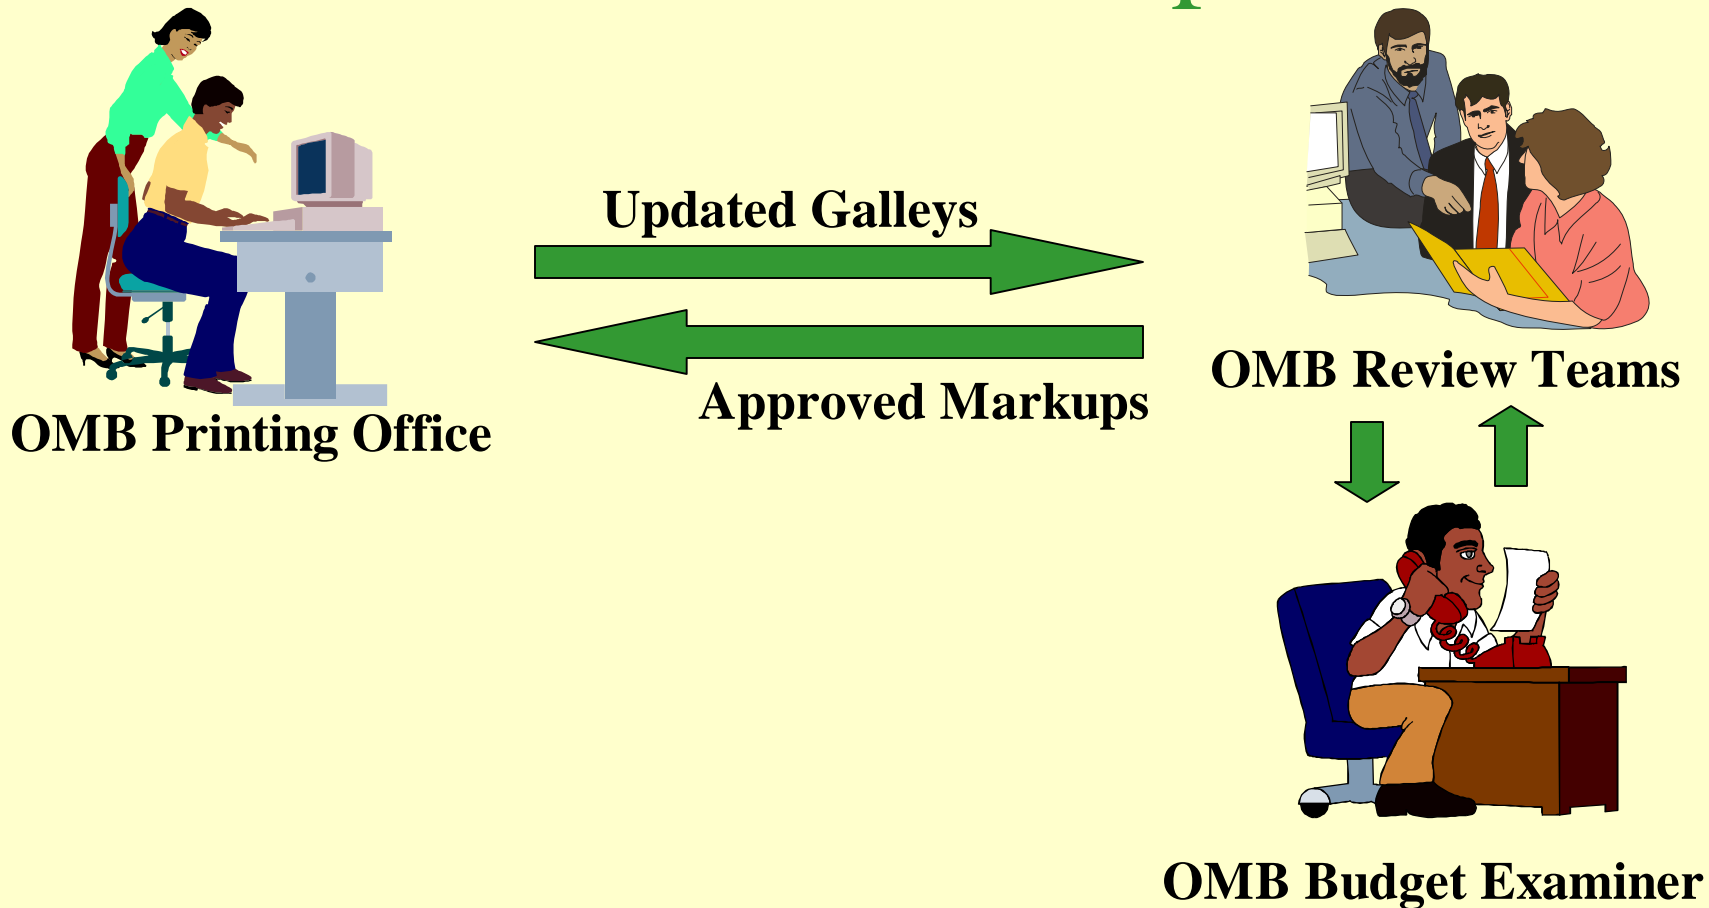 Updated Galleys
Approved Markups
OMB Printing Office
OMB Review Teams
OMB Budget Examiner